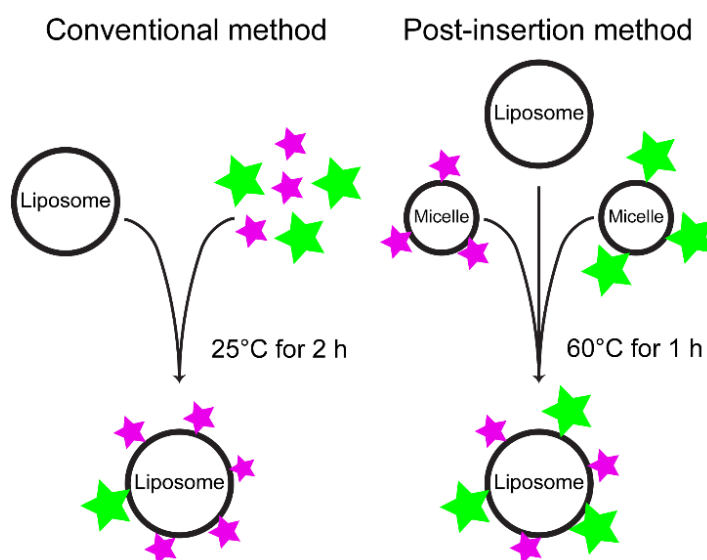 Conventional method
Post-insertion method
Liposome
Liposome
Micelle
Micelle
25°C for 2 h
60°C for 1 h
Liposome
Liposome